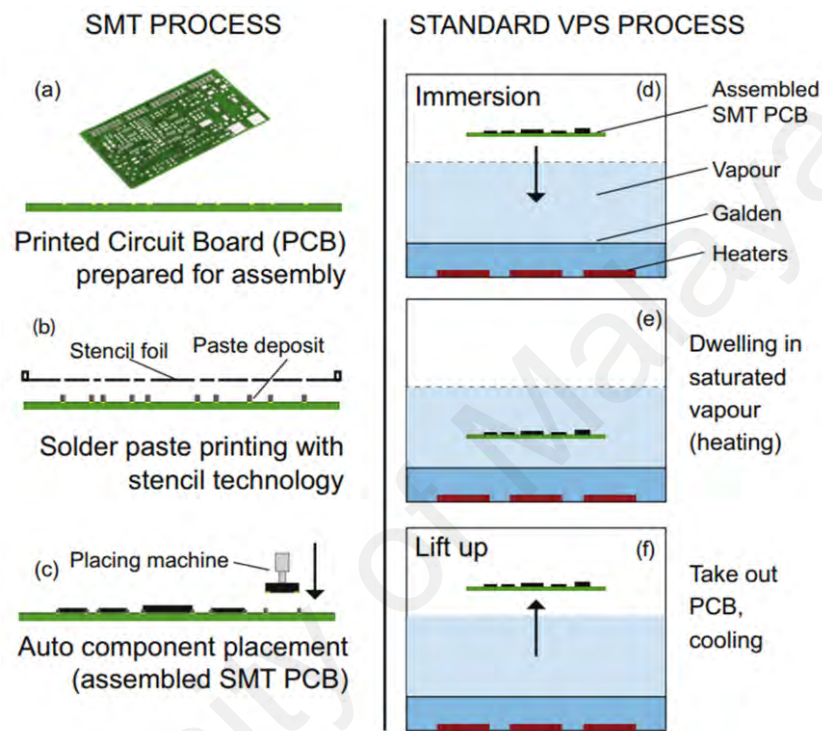 SMT PROCESS
(a)
Printed Circuit Board (PCB)
prepared for assembly
(b)
Stencil foil
Paste deposit
Solder paste printing with
stencil technology
(c)
Placing machine
Auto component placement
(assembled SMT PCB)
STANDARD VPS PROCESS
Immersion
(d)
Assembled
SMT PCB
Vapour
Galden
Heaters
(e)
Dwelling in
saturated
vapour
(heating)
Lift up
(f)
Take out
PCB,
cooling
of Malaya